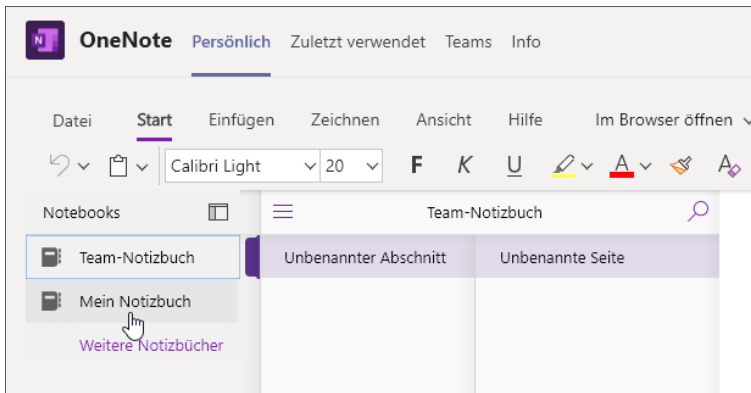 OneNote Persönlich Zuletzt verwendet Teams Info
Datei Start Einfügen Zeichnen Ansicht Hilfe Im Browser öffnen
Calibri Light 20 F K U A A
Notebooks Team-Notizbuch
Team-Notizbuch Unbenannter Abschnitt Unbenannte Seite
Mein Notizbuch
Weitere Notizbücher